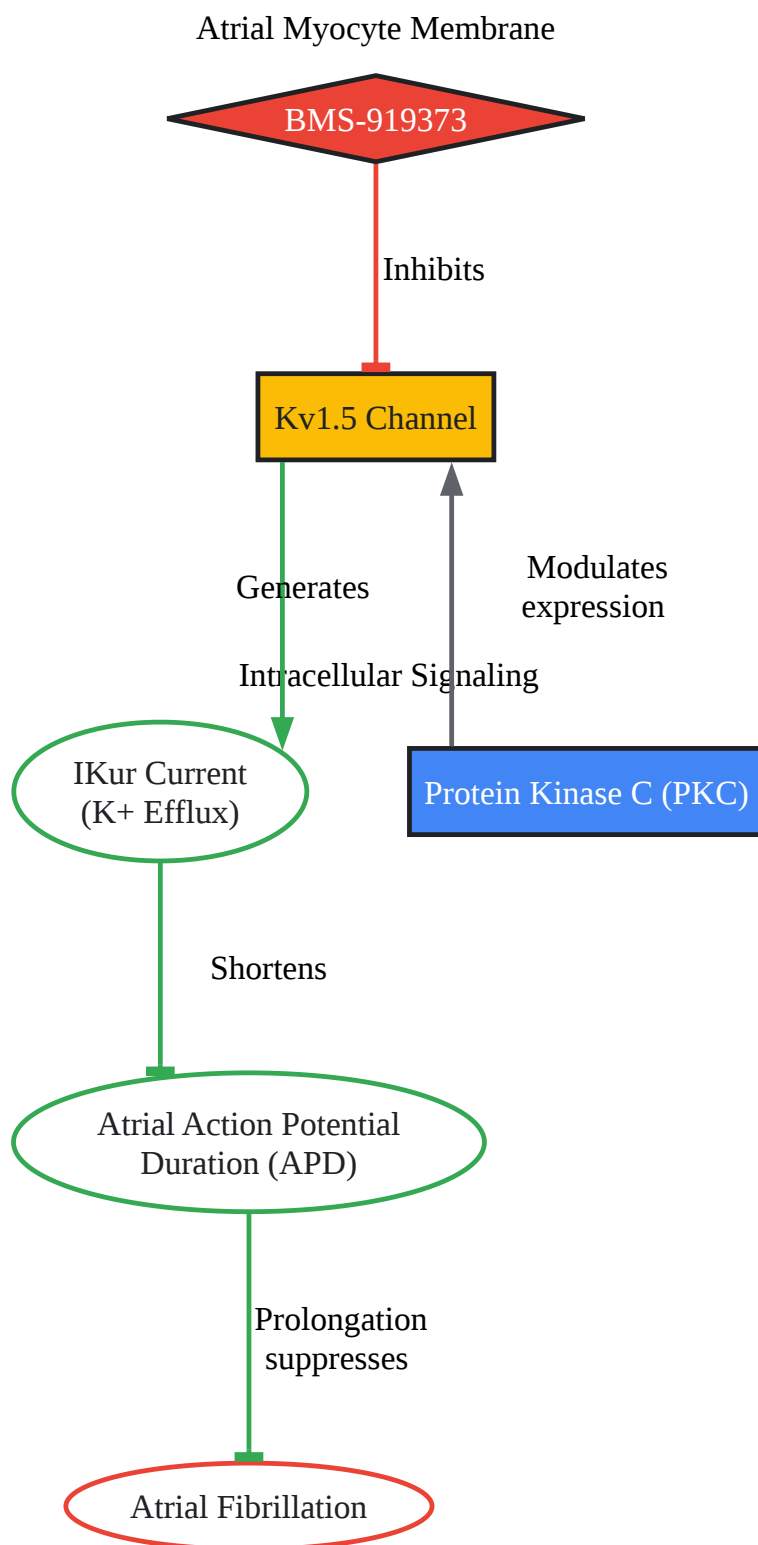 Atrial Myocyte Membrane
BMS-919373
Inhibits
Kv1.5 Channel
Generates
Modulates
expression
Intracellular Signaling
IKur Current
(K+ Efflux)
Protein Kinase C (PKC)
Shortens
Atrial Action Potential
Duration (APD)
Prolongation
suppresses
Atrial Fibrillation